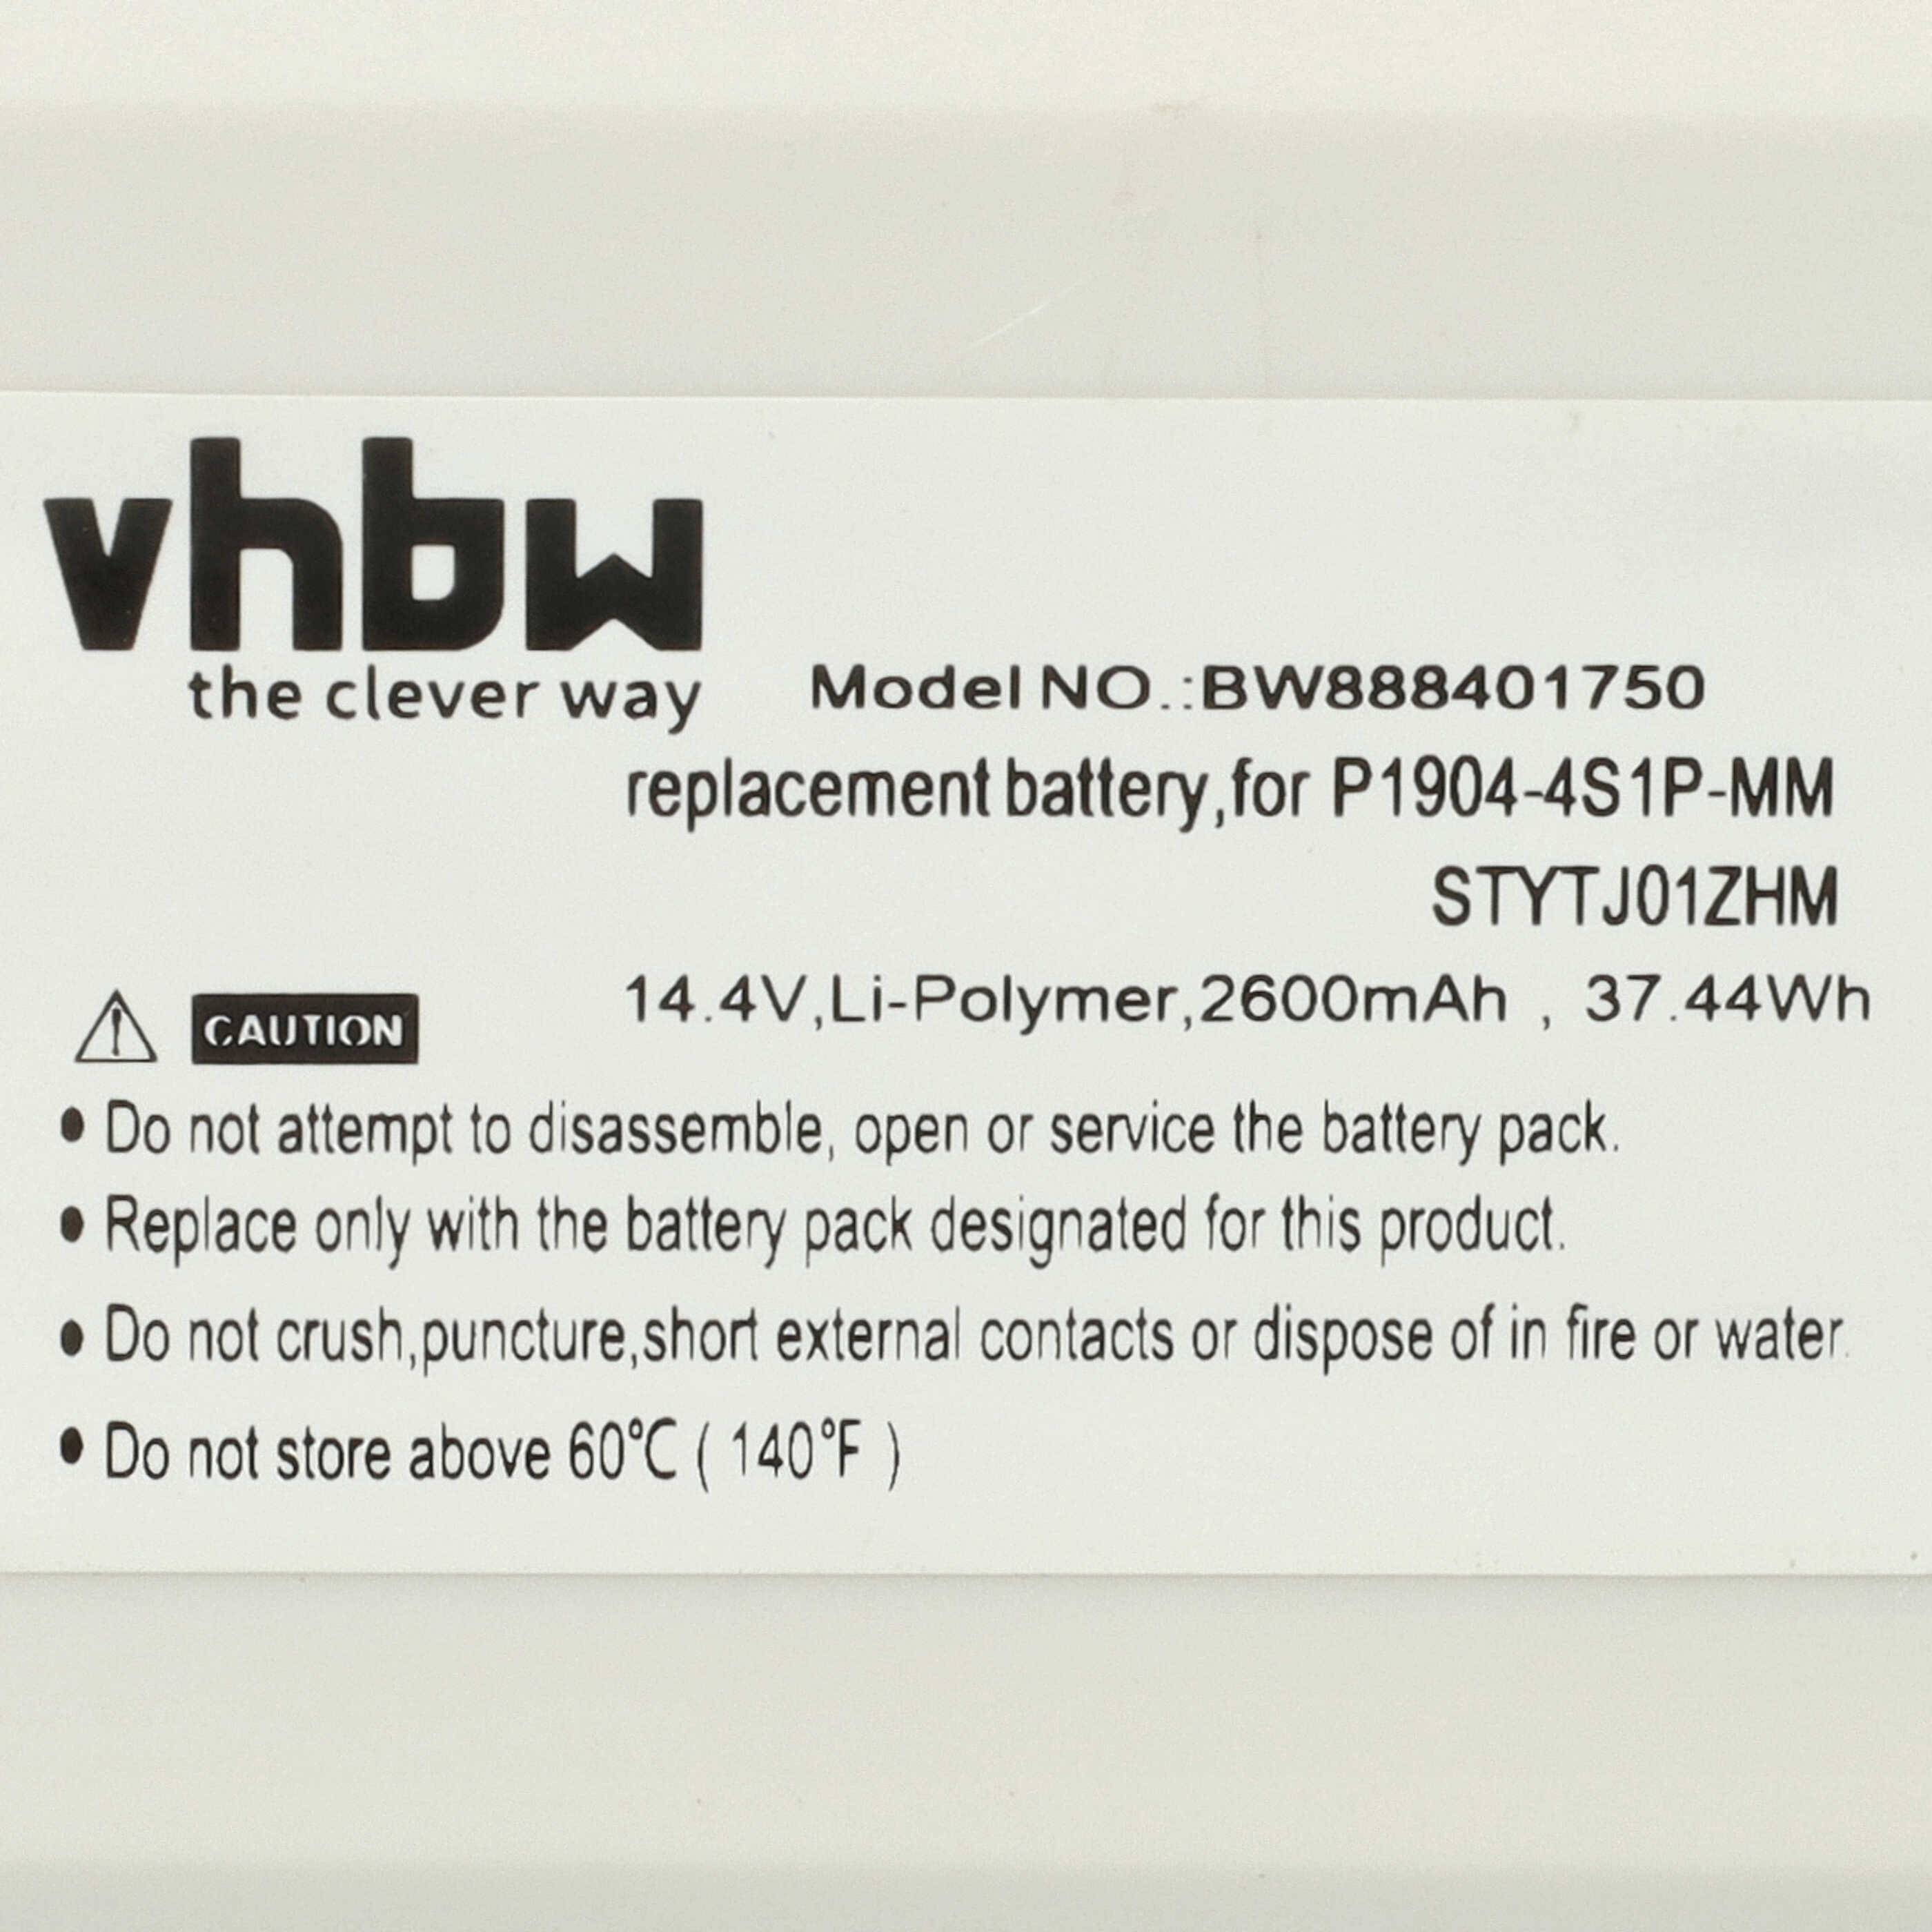 vhbw
the clever way
Model NO.:BW888401750
replacement battery,for P1904-4S1P-MM
STYTJ01ZHM
14.4V,Li-Polymer,2600mAh , 37.44Wh
CAUTION
• Do not attempt to disassemble, open or service the battery pack.
• Replace only with the battery pack designated for this product.
• Do not crush,puncture,short external contacts or dispose of in fire or water.
• Do not store above 60°C ( 140°F )